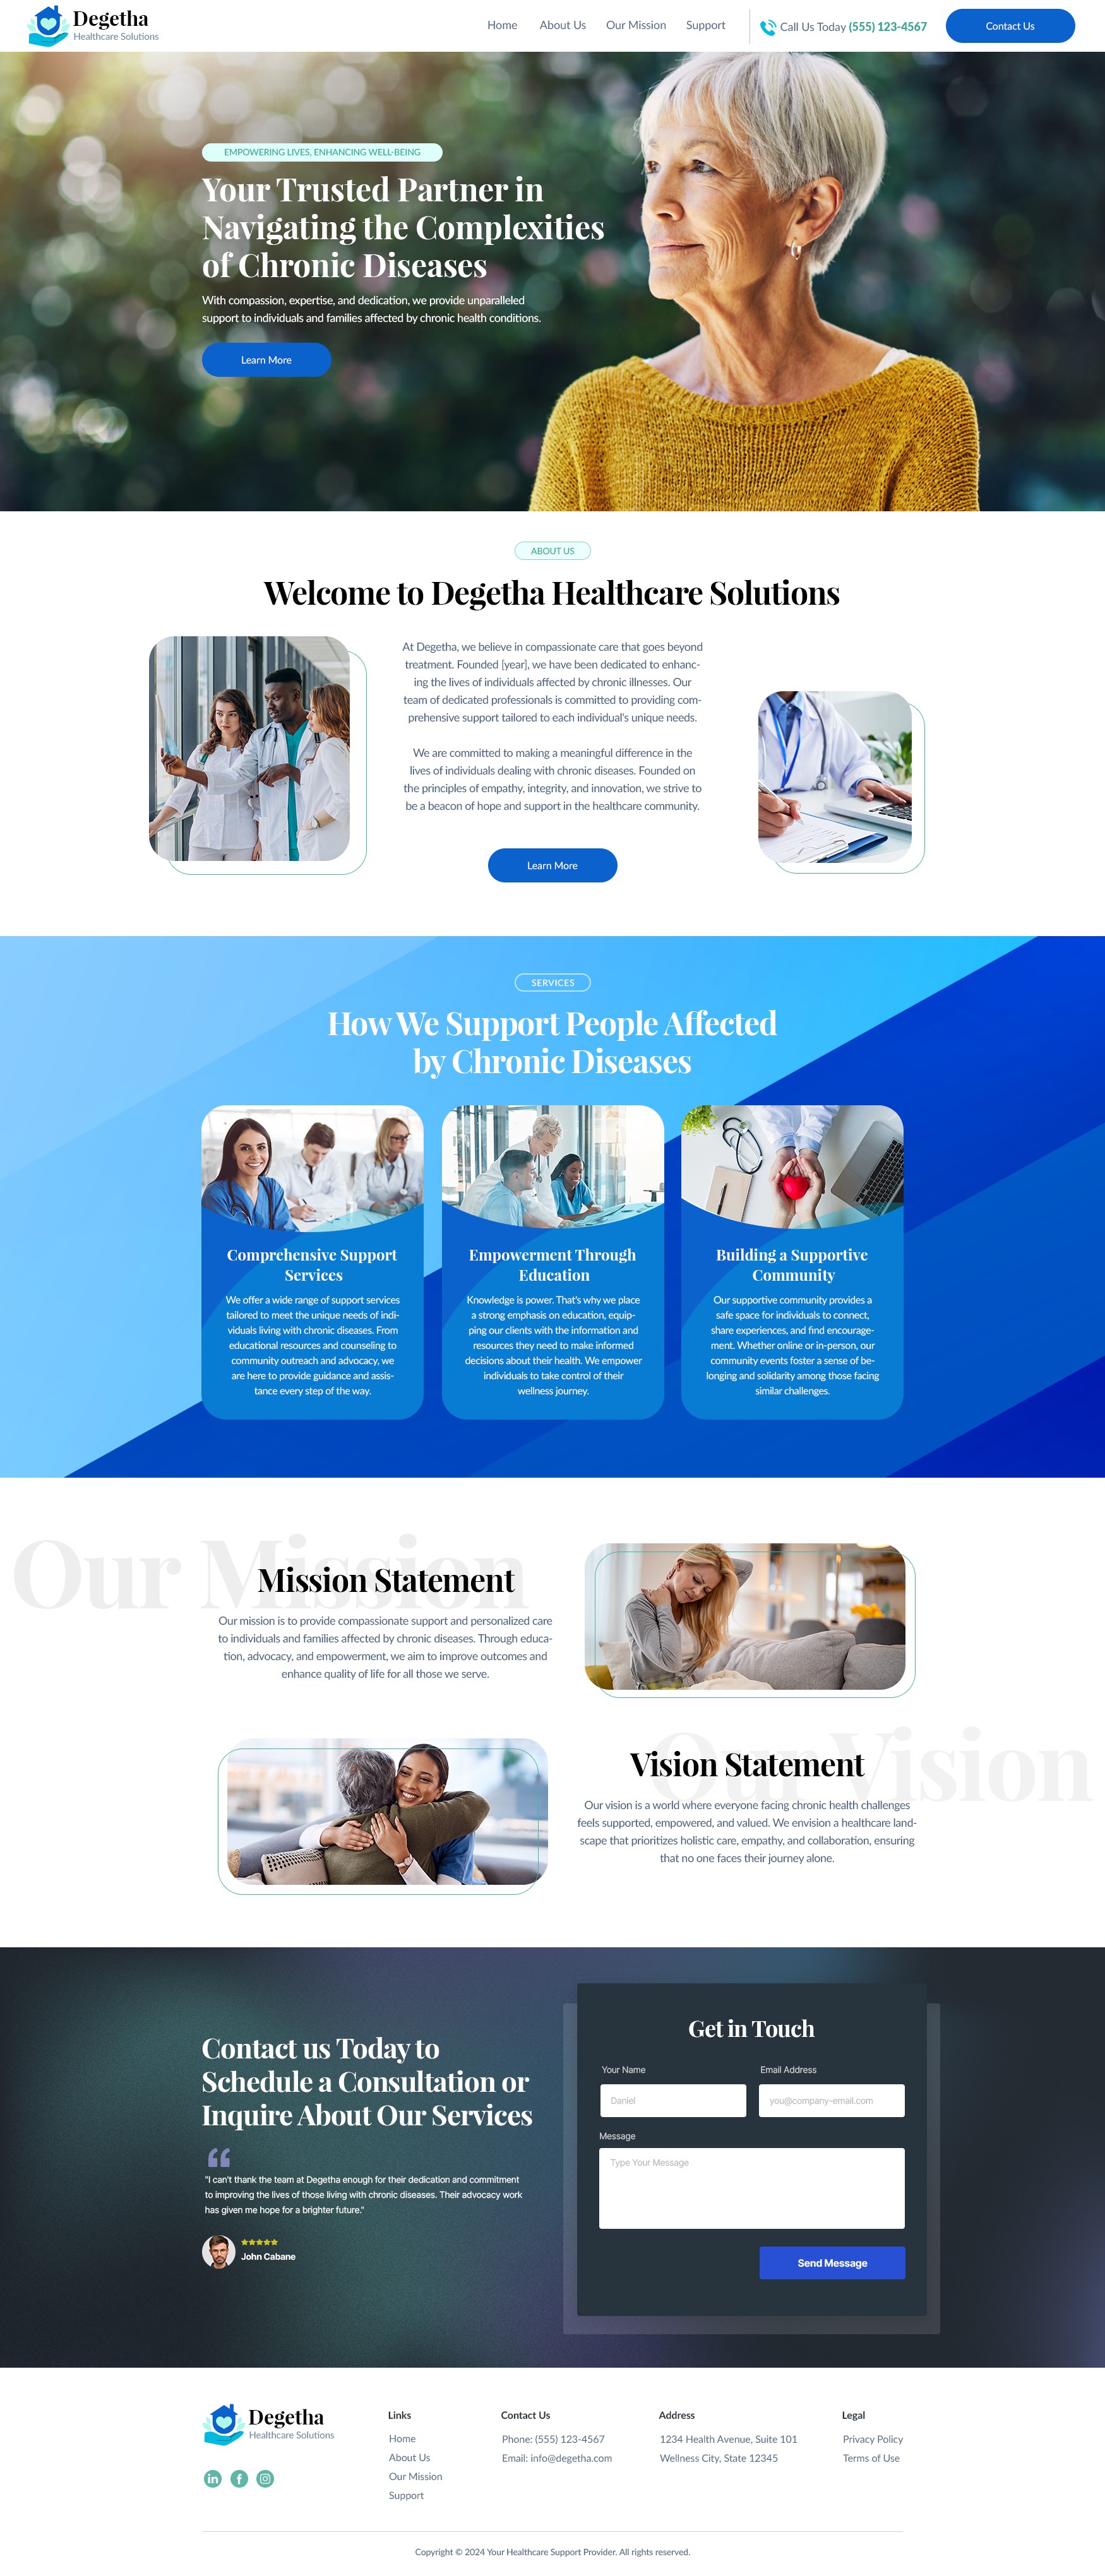 Degetha
Healthcare Solutions
Home
About Us
Our Mission
Support
Call Us Today (555) 123-4567
Contact Us
EMPOWERING LIVES, ENHANCING WELL-BEING
Your Trusted Partner in
Navigating the Complexities
of Chronic Diseases
With compassion, expertise, and dedication, we provide unparalleled
support to individuals and families affected by chronic health conditions.
Learn More
ABOUT US
Welcome to Degetha Healthcare Solutions
At Degetha, we believe in compassionate care that goes beyond
treatment. Founded [year], we have been dedicated to enhanc-
ing the lives of individuals affected by chronic illnesses. Our
team of dedicated professionals is committed to providing com-
prehensive support tailored to each individual's unique needs.
We are committed to making a meaningful difference in the
lives of individuals dealing with chronic diseases. Founded on
the principles of empathy, integrity, and innovation, we strive to
be a beacon of hope and support in the healthcare community.
Learn More
SERVICES
How We Support People Affected
by Chronic Diseases
Comprehensive Support
Services
We offer a wide range of support services
tailored to meet the unique needs of indi-
viduals living with chronic diseases. From
educational resources and counseling to
community outreach and advocacy, we
are here to provide guidance and assis-
tance every step of the way.
Empowerment Through
Education
Knowledge is power. That's why we place
a strong emphasis on education, equip-
ping our clients with the information and
resources they need to make informed
decisions about their health. We empower
individuals to take control of their
wellness journey.
Building a Supportive
Community
Our supportive community provides a
safe space for individuals to connect,
share experiences, and find encourage-
ment. Whether online or in-person, our
community events foster a sense of be-
longing and solidarity among those facing
similar challenges.
Our Mission
Mission Statement
Our mission is to provide compassionate support and personalized care
to individuals and families affected by chronic diseases. Through educa-
tion, advocacy, and empowerment, we aim to improve outcomes and
enhance quality of life for all those we serve.
Our Vision
Vision Statement
Our vision is a world where everyone facing chronic health challenges
feels supported, empowered, and valued. We envision a healthcare land-
scape that prioritizes holistic care, empathy, and collaboration, ensuring
that no one faces their journey alone.
Contact us Today to
Schedule a Consultation or
Inquire About Our Services
"I can't thank the team at Degetha enough for their dedication and commitment
to improving the lives of those living with chronic diseases. Their advocacy work
has given me hope for a brighter future."
John Cabane
Get in Touch
Your Name
Email Address
Daniel
you@company-email.com
Message
Type Your Message
Send Message
Degetha
Healthcare Solutions
Links
Home
About Us
Our Mission
Support
Contact Us
Phone: (555) 123-4567
Email: info@degetha.com
Address
1234 Health Avenue, Suite 101
Wellness City, State 12345
Legal
Privacy Policy
Terms of Use
Copyright © 2024 Your Healthcare Support Provider. All rights reserved.